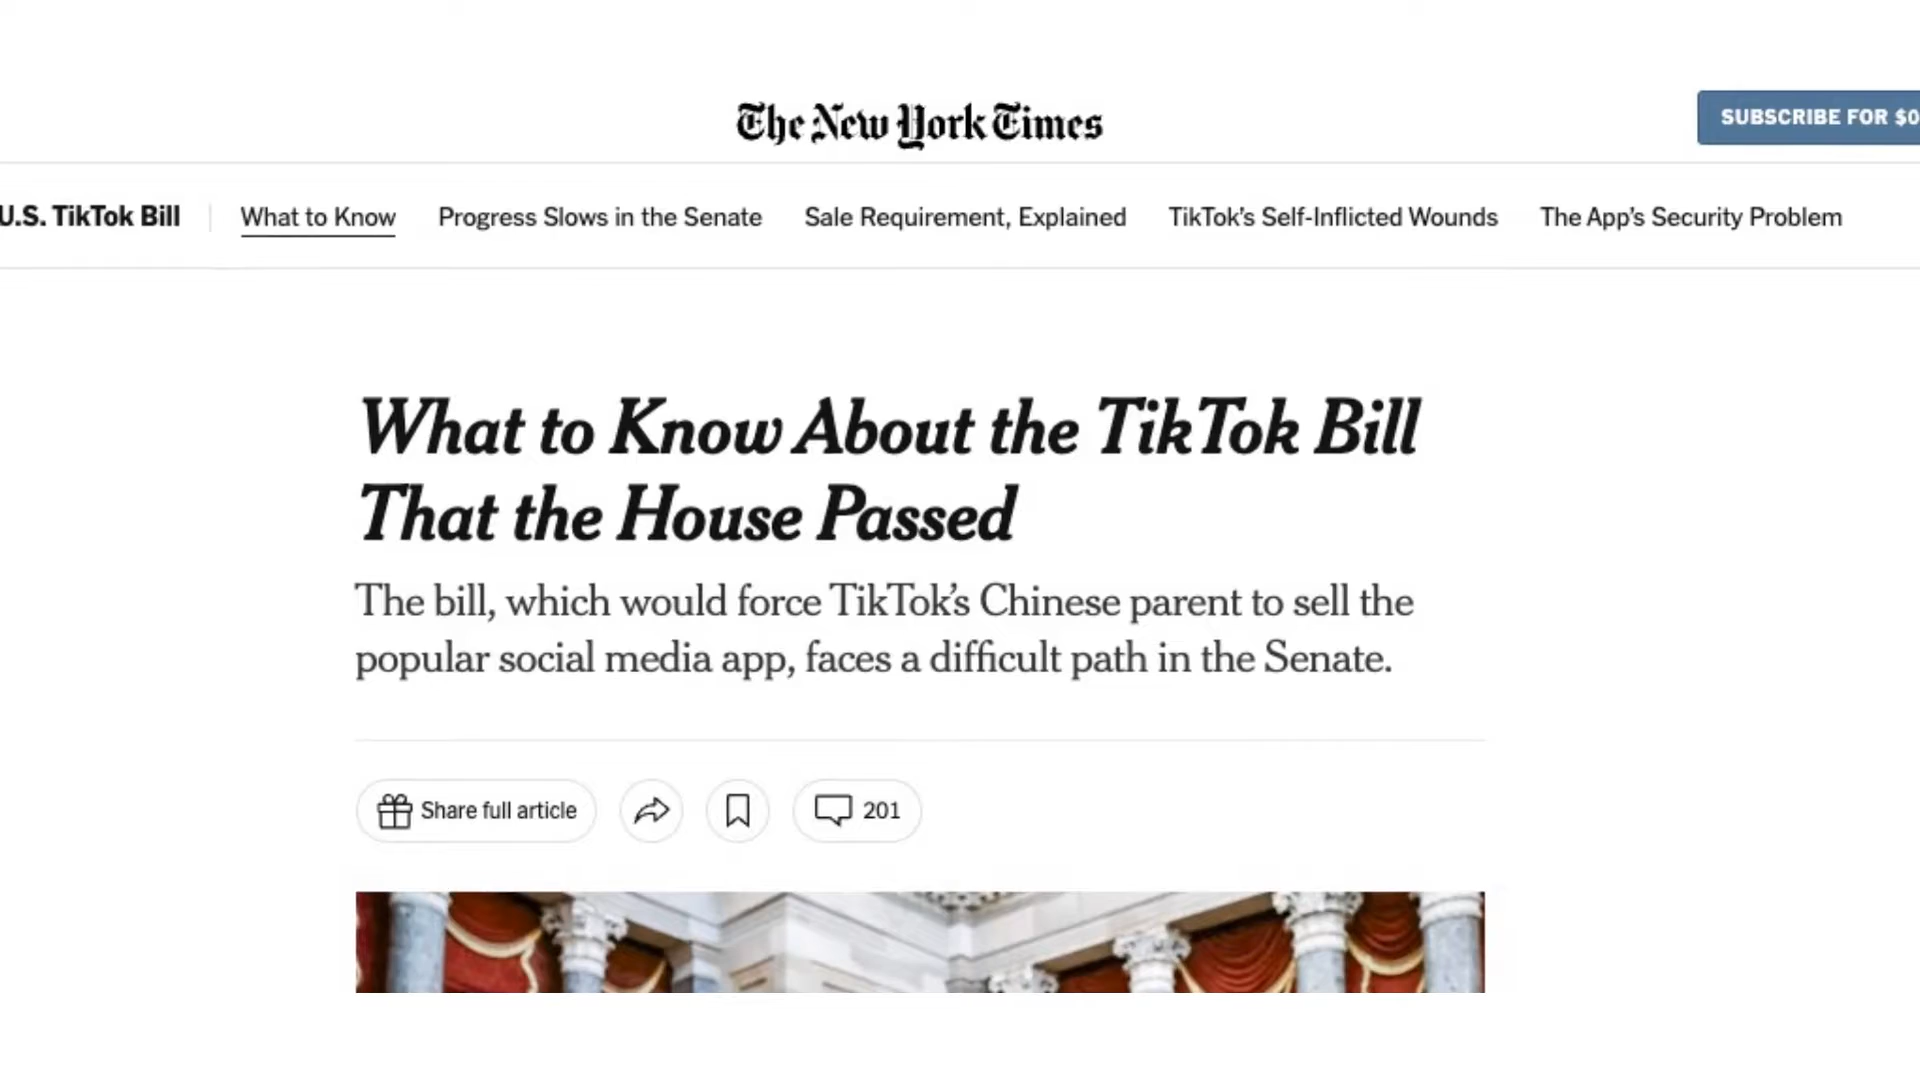 The New York Times
SUBSCRIBE FOR $0
U.S. TikTok Bill
What to Know
Progress Slows in the Senate
Sale Requirement, Explained
TikTok’s Self-Inflicted Wounds
The App’s Security Problem
What to Know About the TikTok Bill
That the House Passed
The bill, which would force TikTok’s Chinese parent to sell the
popular social media app, faces a difficult path in the Senate.
Share full article
201